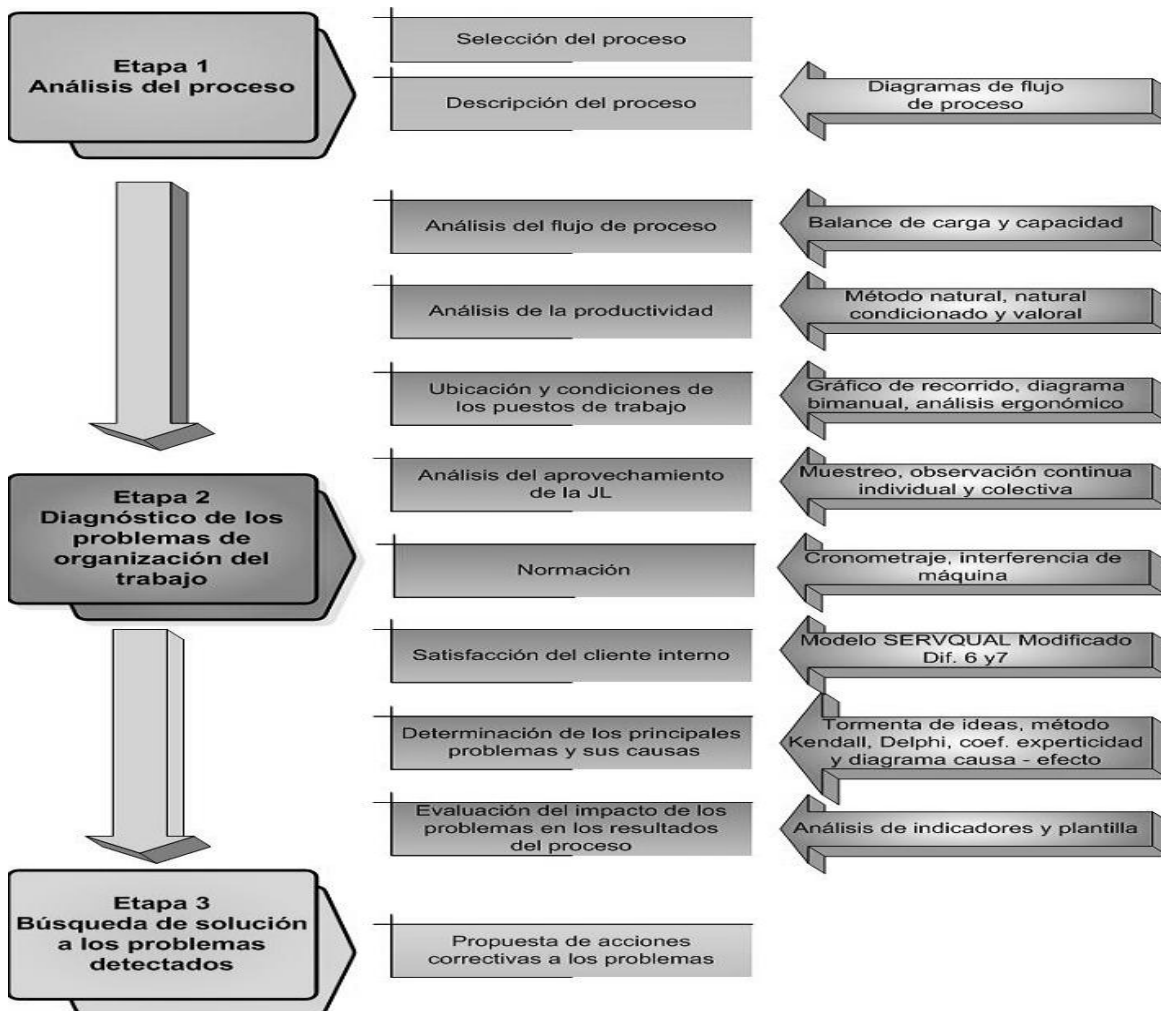 Etapa 1
Análisis del proceso
Selección del proceso
Descripción del proceso
Diagramas de flujo
de proceso
Análisis del flujo de proceso
Balance de carga y capacidad
Análisis de la productividad
Método natural, natural
condicionado y valoral
Ubicación y condiciones de
los puestos de trabajo
Gráfico de recorrido, diagrama
bimanual, análisis ergonómico
Etapa 2
Diagnóstico de los
problemas de
organización del
trabajo
Análisis del aprovechamiento
de la JL
Muestreo, observación continua
individual y colectiva
Normación
Cronometraje, interferencia de
máquina
Satisfacción del cliente interno
Modelo SERVQUAL Modificado
Dif. 6 y7
Determinación de los principales
problemas y sus causas
Tormenta de ideas, método
Kendall, Delphi, coef. experticidad
y diagrama causa - efecto
Evaluación del impacto de los
problemas en los resultados
del proceso
Análisis de indicadores y plantilla
Etapa 3
Búsqueda de solución
a los problemas
detectados
Propuesta de acciones
correctivas a los problemas